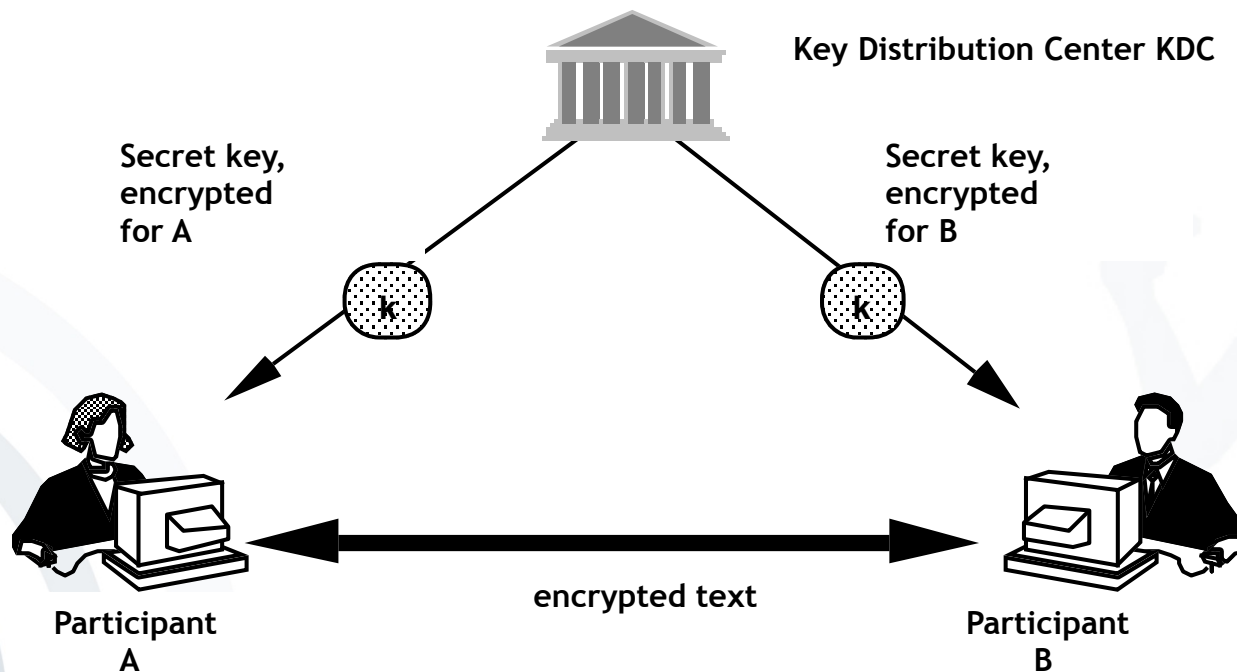 Key Distribution Center KDC
Secret key,
encrypted
for A
Secret key,
encrypted
for B
k
k
encrypted text
Participant
A
Participant
B